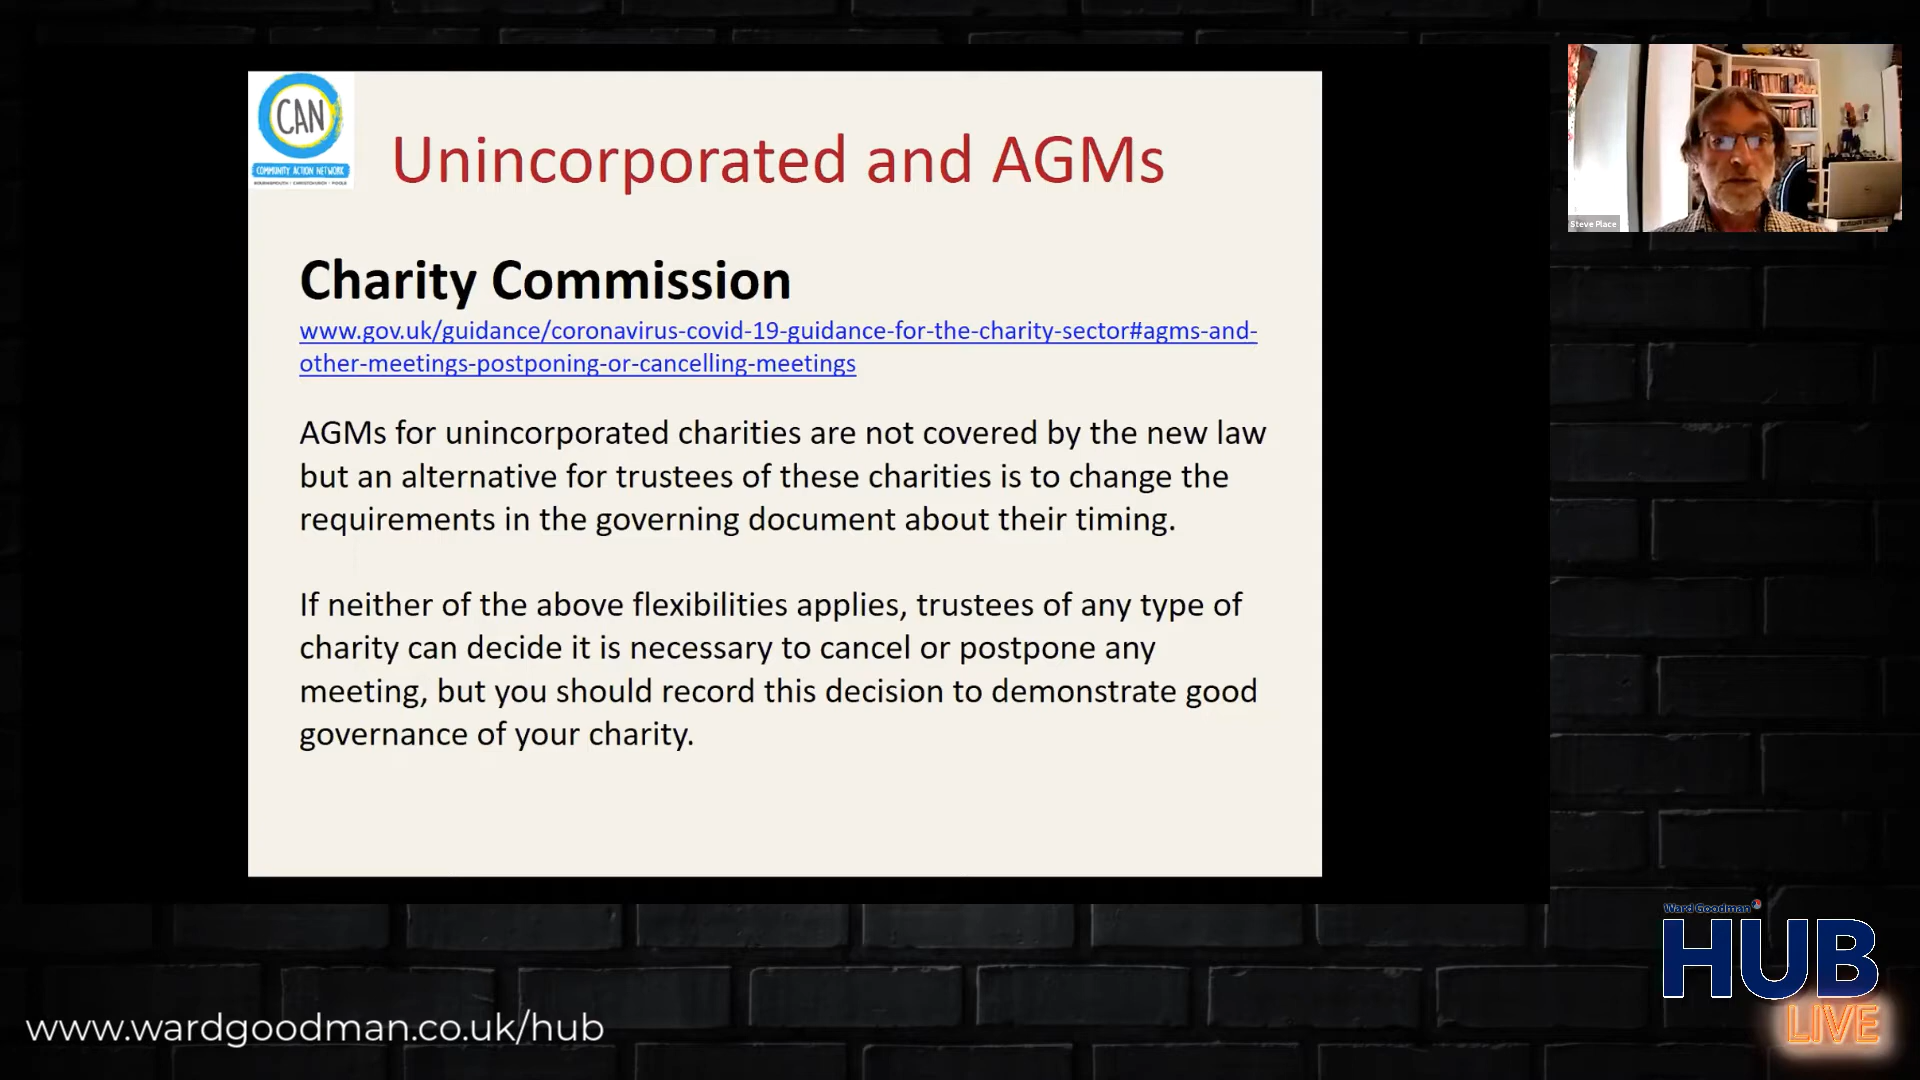 CAN
COMMUNITY ACTION NETWORK
BOURNEMOUTH | CHRISTCHURCH | POOLE
Unincorporated and AGMs
Charity Commission
www.gov.uk/guidance/coronavirus-covid-19-guidance-for-the-charity-sector#agms-and-
other-meetings-postponing-or-cancelling-meetings
AGMs for unincorporated charities are not covered by the new law
but an alternative for trustees of these charities is to change the
requirements in the governing document about their timing.
If neither of the above flexibilities applies, trustees of any type of
charity can decide it is necessary to cancel or postpone any
meeting, but you should record this decision to demonstrate good
governance of your charity.
Steve Place
Ward Goodman
HUB
LIVE
www.wardgoodman.co.uk/hub